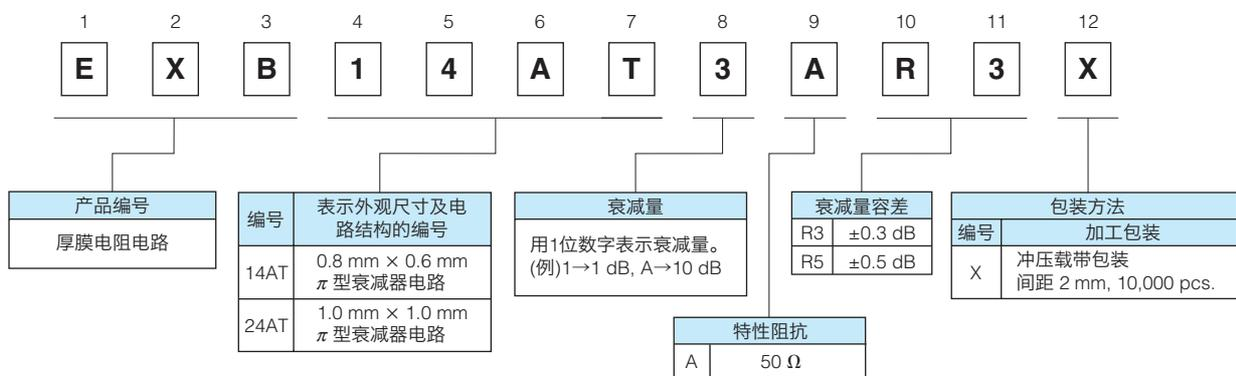 1 2 3 4 5 6 7 8 9 10 11 12
E X B 1 4 A T 3 A R 3 X
产品编号
厚膜电阻电路
编号 表示外观尺寸及电
路结构的编号
14AT 0.8 mm × 0.6 mm
π 型衰减器电路
24AT 1.0 mm × 1.0 mm
π 型衰减器电路
衰减量
用1位数字表示衰减量。
(例)1→1 dB, A→10 dB
特性阻抗
A 50 Ω
衰减量容差
R3 ±0.3 dB
R5 ±0.5 dB
包装方法
编号 加工包装
X 冲压载带包装
间距 2 mm, 10,000 pcs.